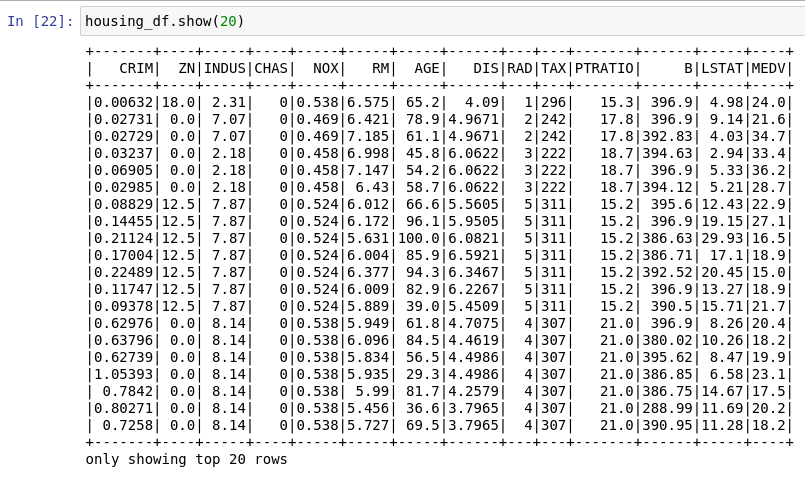 In [22]: housing_df.show(20)
+-------+----+-----+----+-----+-----+-----+------+---+---+-------+------+-----+----+
|   CRIM|  ZN|INDUS|CHAS|  NOX|   RM|  AGE|   DIS|RAD|TAX|PTRATIO|     B|LSTAT|MEDV|
+-------+----+-----+----+-----+-----+-----+------+---+---+-------+------+-----+----+
|0.00632|18.0| 2.31|   0|0.538|6.575| 65.2|  4.09|  1|296|   15.3| 396.9| 4.98|24.0|
|0.02731| 0.0| 7.07|   0|0.469|6.421| 78.9|4.9671|  2|242|   17.8| 396.9| 9.14|21.6|
|0.02729| 0.0| 7.07|   0|0.469|7.185| 61.1|4.9671|  2|242|   17.8|392.83| 4.03|34.7|
|0.03237| 0.0| 2.18|   0|0.458|6.998| 45.8|6.0622|  3|222|   18.7|394.63| 2.94|33.4|
|0.06905| 0.0| 2.18|   0|0.458|7.147| 54.2|6.0622|  3|222|   18.7| 396.9| 5.33|36.2|
|0.02985| 0.0| 2.18|   0|0.458| 6.43| 58.7|6.0622|  3|222|   18.7|394.12| 5.21|28.7|
|0.08829|12.5| 7.87|   0|0.524|6.012| 66.6|5.5605|  5|311|   15.2| 395.6|12.43|22.9|
|0.14455|12.5| 7.87|   0|0.524|6.172| 96.1|5.9505|  5|311|   15.2| 396.9|19.15|27.1|
|0.21124|12.5| 7.87|   0|0.524|5.631|100.0|6.0821|  5|311|   15.2|386.63|29.93|16.5|
|0.17004|12.5| 7.87|   0|0.524|6.004| 85.9|6.5921|  5|311|   15.2|386.71| 17.1|18.9|
|0.22489|12.5| 7.87|   0|0.524|6.377| 94.3|6.3467|  5|311|   15.2|392.52|20.45|15.0|
|0.11747|12.5| 7.87|   0|0.524|6.009| 82.9|6.2267|  5|311|   15.2| 396.9|13.27|18.9|
|0.09378|12.5| 7.87|   0|0.524|5.889| 39.0|5.4509|  5|311|   15.2| 390.5|15.71|21.7|
|0.62976| 0.0| 8.14|   0|0.538|5.949| 61.8|4.7075|  4|307|   21.0| 396.9| 8.26|20.4|
|0.63796| 0.0| 8.14|   0|0.538|6.096| 84.5|4.4619|  4|307|   21.0|380.02|10.26|18.2|
|0.62739| 0.0| 8.14|   0|0.538|5.834| 56.5|4.4986|  4|307|   21.0|395.62| 8.47|19.9|
|1.05393| 0.0| 8.14|   0|0.538|5.935| 29.3|4.4986|  4|307|   21.0|386.85| 6.58|23.1|
| 0.7842| 0.0| 8.14|   0|0.538| 5.99| 81.7|4.2579|  4|307|   21.0|386.75|14.67|17.5|
|0.80271| 0.0| 8.14|   0|0.538|5.456| 36.6|3.7965|  4|307|   21.0|288.99|11.69|20.2|
| 0.7258| 0.0| 8.14|   0|0.538|5.727| 69.5|3.7965|  4|307|   21.0|390.95|11.28|18.2|
+-------+----+-----+----+-----+-----+-----+------+---+---+-------+------+-----+----+
only showing top 20 rows